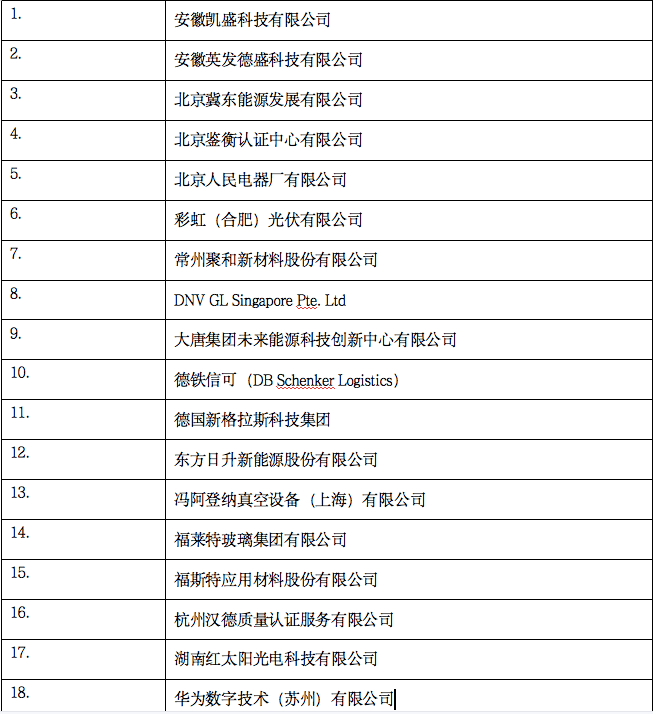 1. 安徽凯盛科技有限公司
2. 安徽英发德盛科技有限公司
3. 北京冀东能源发展有限公司
4. 北京鉴衡认证中心有限公司
5. 北京人民电器厂有限公司
6. 彩虹（合肥）光伏有限公司
7. 常州聚和新材料股份有限公司
8. DNV GL Singapore Pte. Ltd
9. 大唐集团未来能源科技创新中心有限公司
10. 德铁信可（DB Schenker Logistics）
11. 德国新格拉斯科技集团
12. 东方日升新能源股份有限公司
13. 冯阿登纳真空设备（上海）有限公司
14. 福莱特玻璃集团有限公司
15. 福斯特应用材料股份有限公司
16. 杭州汉德质量认证服务有限公司
17. 湖南红太阳光电科技有限公司
18. 华为数字技术（苏州）有限公司